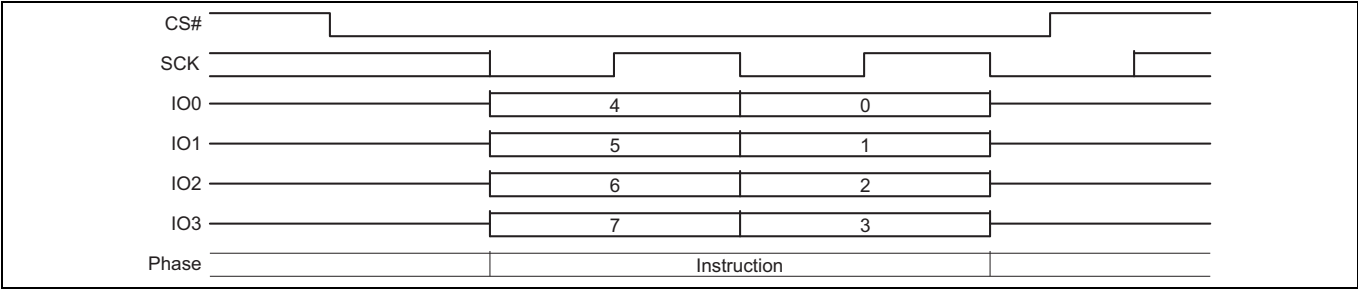 CS#
SCK
IO0 4 0
IO1 5 1
IO2 6 2
IO3 7 3
Phase Instruction